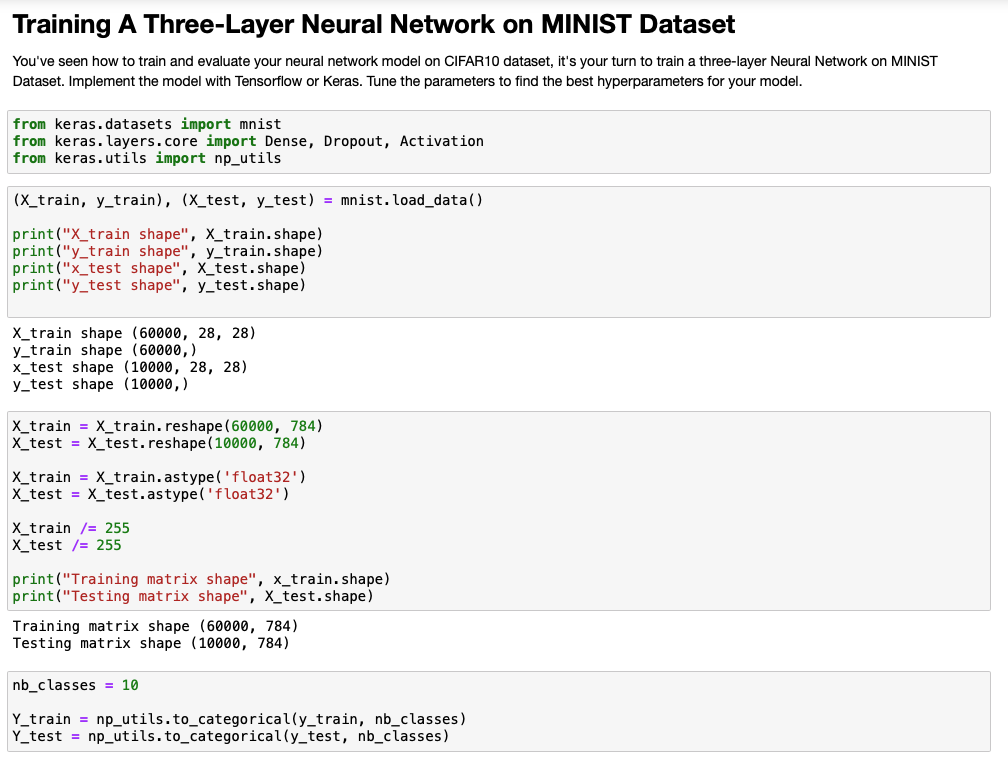 Training A Three-Layer Neural Network on MINIST Dataset
You've seen how to train and evaluate your neural network model on CIFAR10 dataset, it's your turn to train a three-layer Neural Network on MINIST
Dataset. Implement the model with Tensorflow or Keras. Tune the parameters to find the best hyperparameters for your model.
from keras.datasets import mnist
from keras.layers.core import Dense, Dropout, Activation
from keras.utils import np_utils
(X_train, y_train), (X_test, y_test) = mnist.load_data()
print("X_train shape", X_train.shape)
print("y_train shape", y_train.shape)
print("x_test shape", X_test.shape)
print("y_test shape", y_test.shape)
X_train shape (60000, 28, 28)
y_train shape (60000,)
x_test shape (10000, 28, 28)
y_test shape (10000,)
X_train = X_train.reshape(60000, 784)
X_test = X_test.reshape(10000, 784)
X_train = X_train.astype('float32')
X_test = X_test.astype('float32')
X_train /= 255
X_test /= 255
print("Training matrix shape", x_train.shape)
print("Testing matrix shape", X_test.shape)
Training matrix shape (60000, 784)
Testing matrix shape (10000, 784)
nb_classes = 10
Y_train = np_utils.to_categorical(y_train, nb_classes)
Y_test = np_utils.to_categorical(y_test, nb_classes)